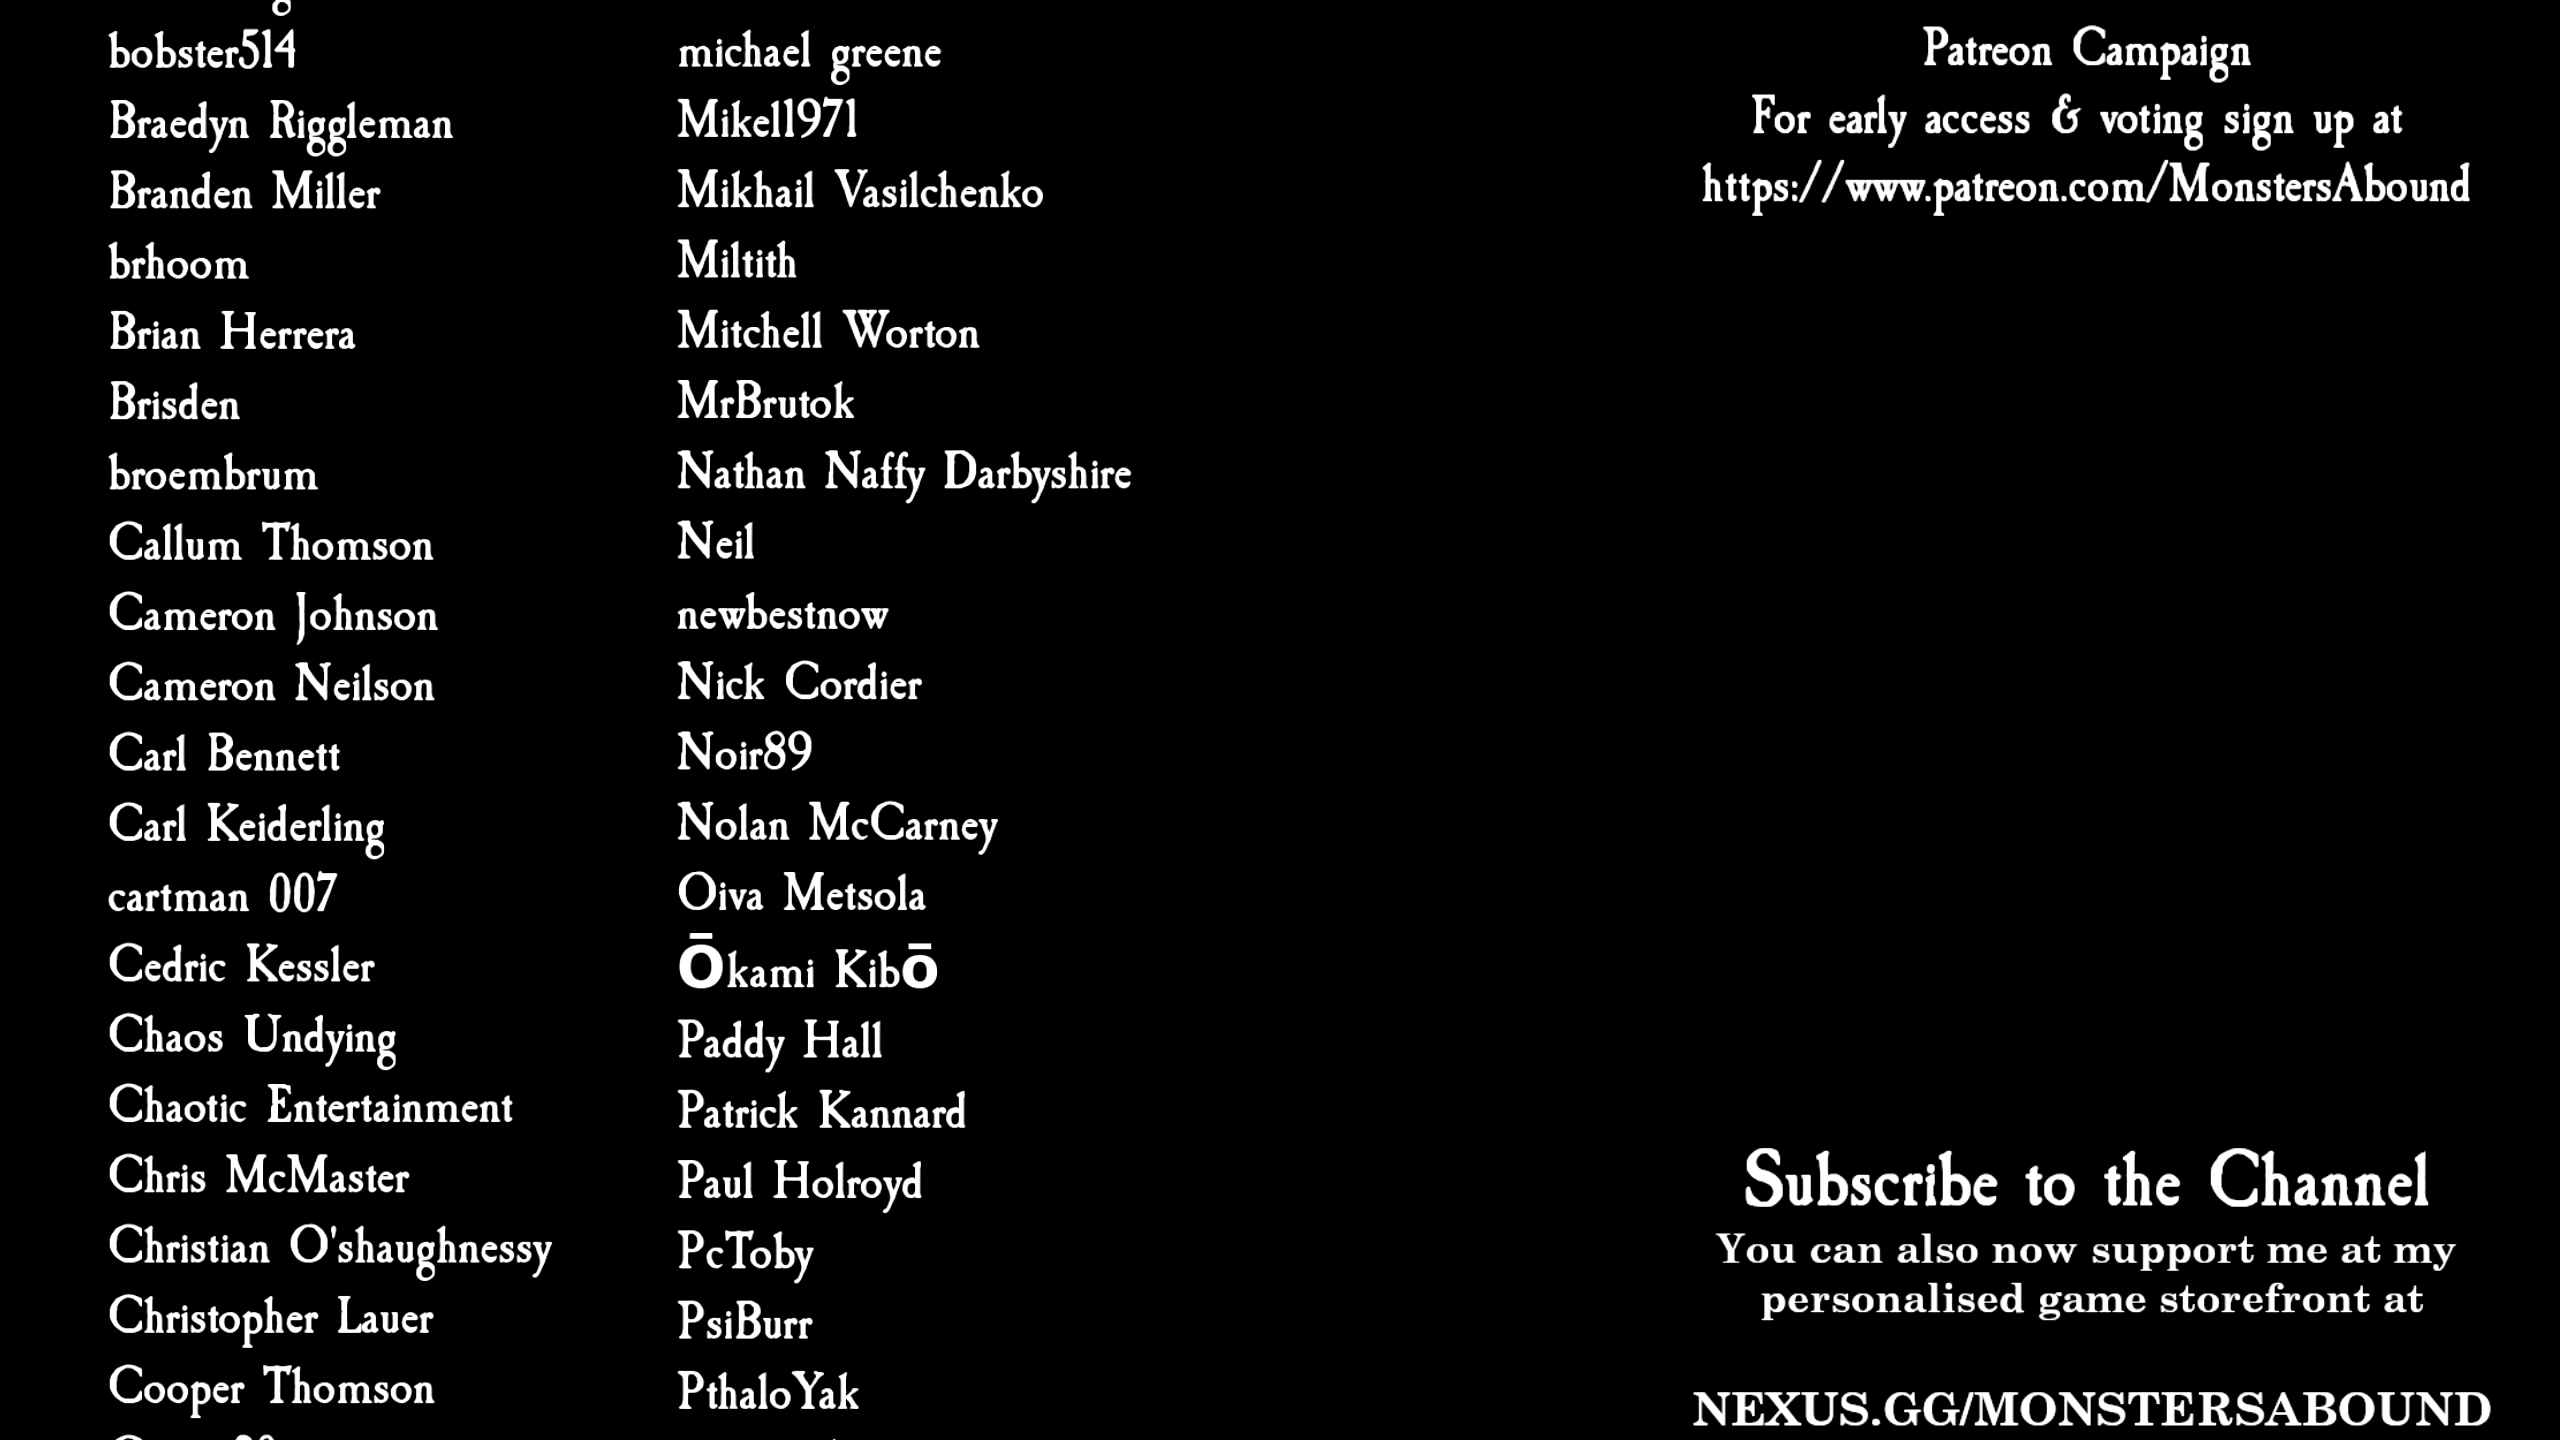 bobster514
Braedyn Riggleman
Branden Miller
brhoom
Brian Herrera
Brisden
broembrum
Callum Thomson
Cameron Johnson
Cameron Neilson
Carl Bennett
Carl Keiderling
cartman 007
Cedric Kessler
Chaos Undying
Chaotic Entertainment
Chris McMaster
Christian O'shaughnessy
Christopher Lauer
Cooper Thomson
michael greene
Mikel1971
Mikhail Vasilchenko
Miltith
Mitchell Worton
MrBrutok
Nathan Naffy Darbyshire
Neil
newbestnow
Nick Cordier
Noir89
Nolan McCarney
Oiva Metsola
Ōkami Kibō
Paddy Hall
Patrick Kannard
Paul Holroyd
PcToby
PsiBurr
PthaloYak
Patreon Campaign
For early access & voting sign up at
https://www.patreon.com/MonstersAbound
Subscribe to the Channel
You can also now support me at my
personalised game storefront at
NEXUS.GG/MONSTERSABOUND